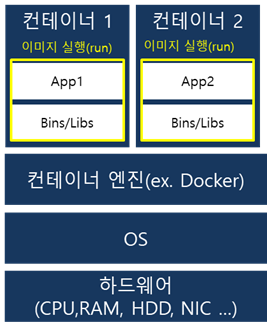 컨테이너 1
이미지 실행(run)
App1
Bins/Libs
컨테이너 2
이미지 실행(run)
App2
Bins/Libs
컨테이너 엔진(ex. Docker)
OS
하드웨어
(CPU,RAM, HDD, NIC ...)